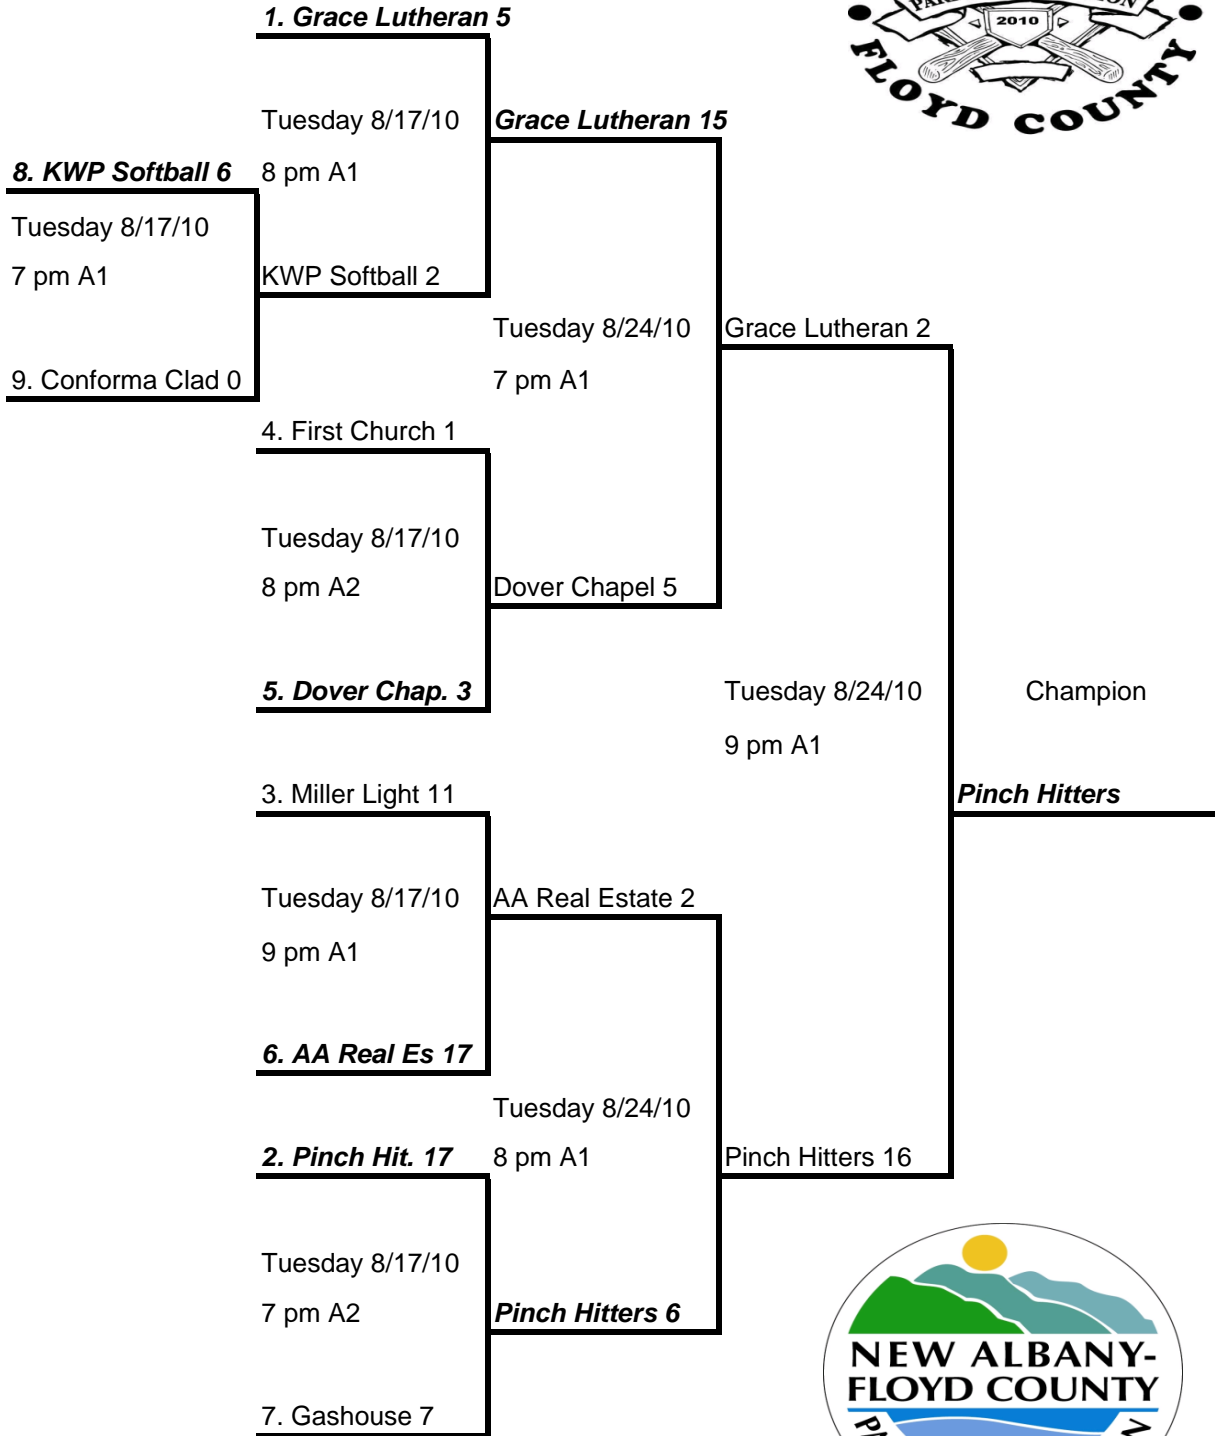 1. Grace Lutheran 5
2010
FLOYD COUNTY
Tuesday 8/17/10
Grace Lutheran 15
8. KWP Softball 6
8 pm A1
Tuesday 8/17/10
7 pm A1
KWP Softball 2
Tuesday 8/24/10
Grace Lutheran 2
9. Conforma Clad 0
7 pm A1
4. First Church 1
Tuesday 8/17/10
8 pm A2
Dover Chapel 5
5. Dover Chap. 3
Tuesday 8/24/10
Champion
9 pm A1
3. Miller Light 11
Pinch Hitters
Tuesday 8/17/10
AA Real Estate 2
9 pm A1
6. AA Real Es 17
Tuesday 8/24/10
2. Pinch Hit. 17
8 pm A1
Pinch Hitters 16
Tuesday 8/17/10
7 pm A2
Pinch Hitters 6
NEW ALBANY-
FLOYD COUNTY
7. Gashouse 7